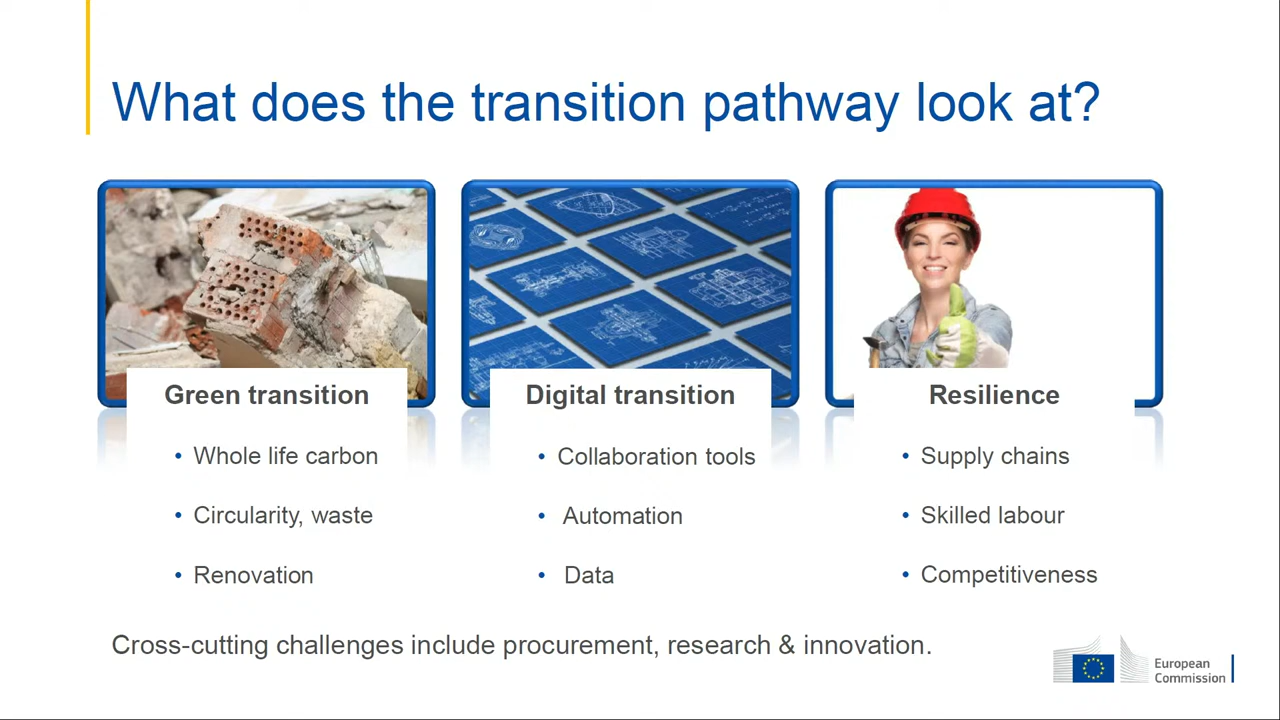 What does the transition pathway look at?
Green transition
• Whole life carbon
• Circularity, waste
• Renovation
Digital transition
• Collaboration tools
• Automation
• Data
Resilience
• Supply chains
• Skilled labour
• Competitiveness
Cross-cutting challenges include procurement, research & innovation.
European
Commission